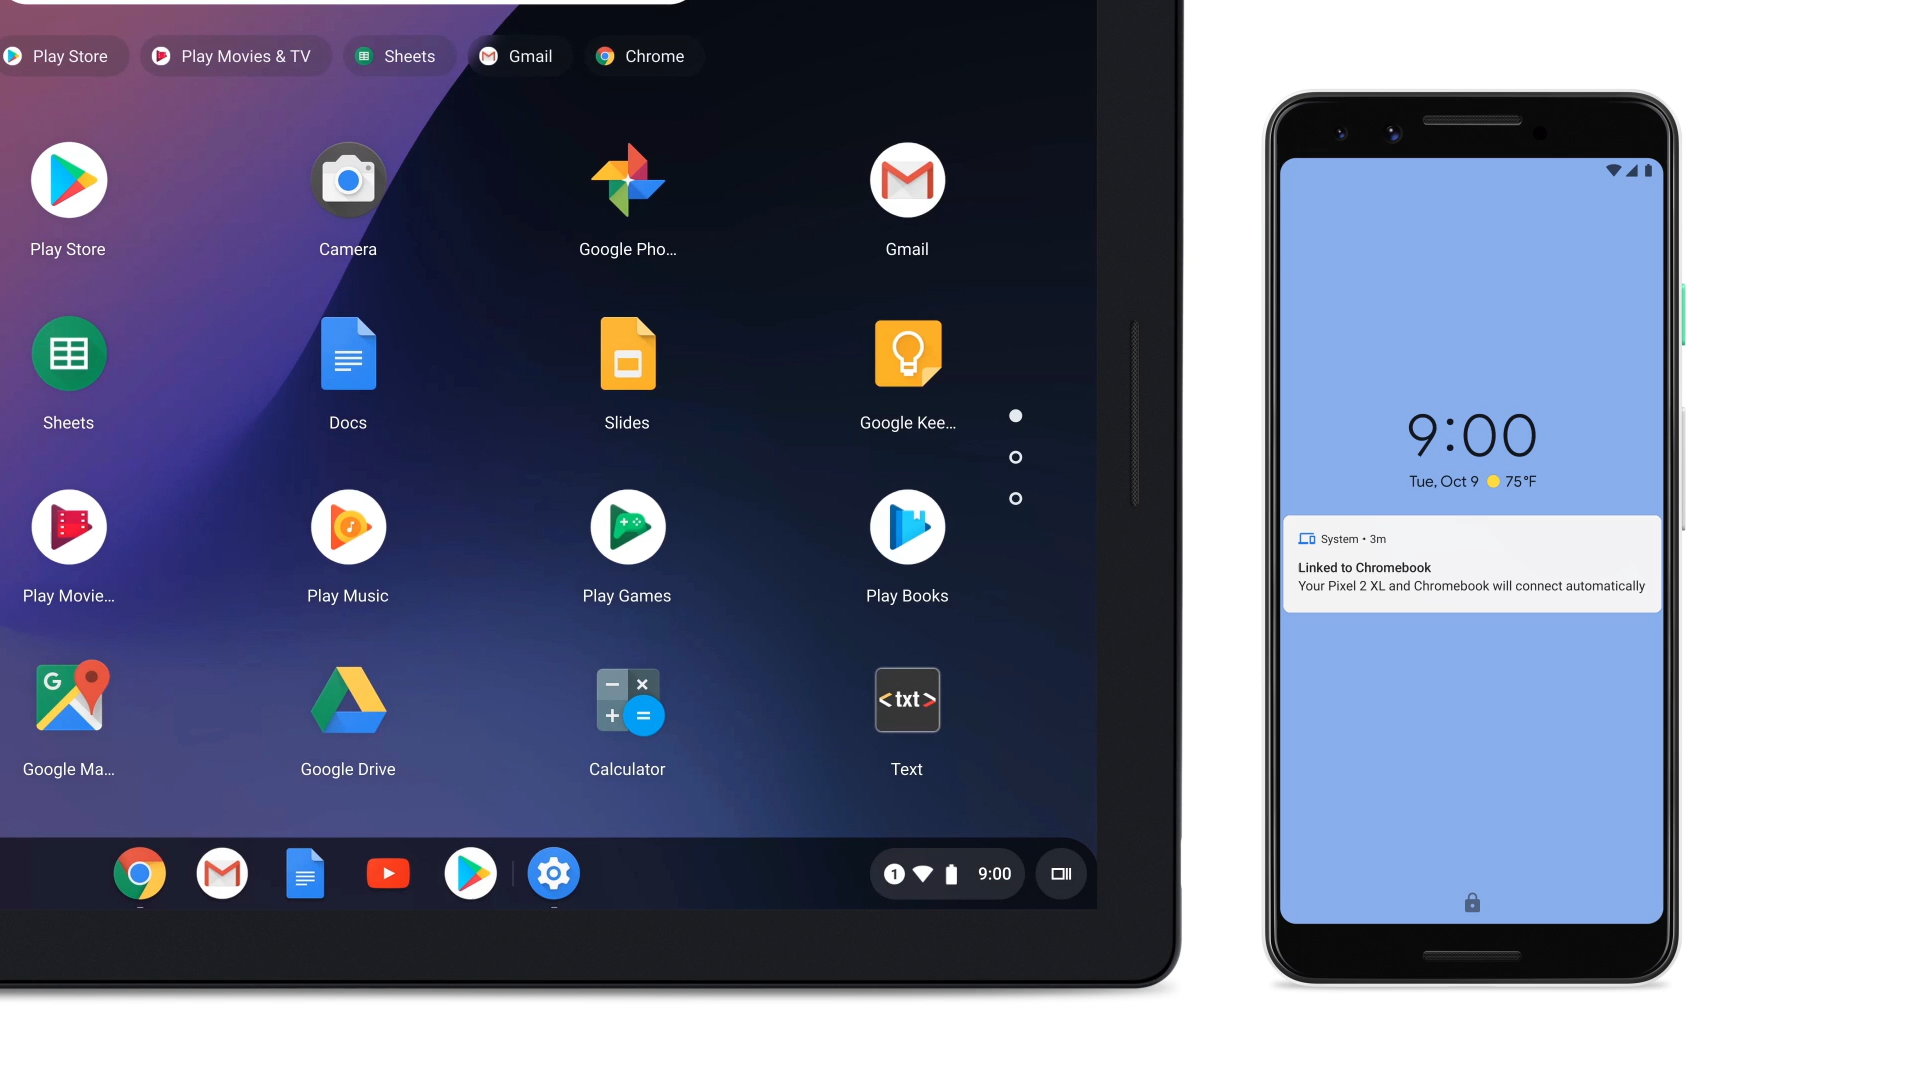 Play Store
Play Movies & TV
Sheets
Gmail
Chrome
Play Store
Camera
Google Pho...
Gmail
Sheets
Docs
Slides
Google Kee...
Play Movie...
Play Music
Play Games
Play Books
G
Google Ma...
Google Drive
Calculator
<txt>
Text
1
9:00
9:00
Tue, Oct 9
75°F
System • 3m
Linked to Chromebook
Your Pixel 2 XL and Chromebook will connect automatically